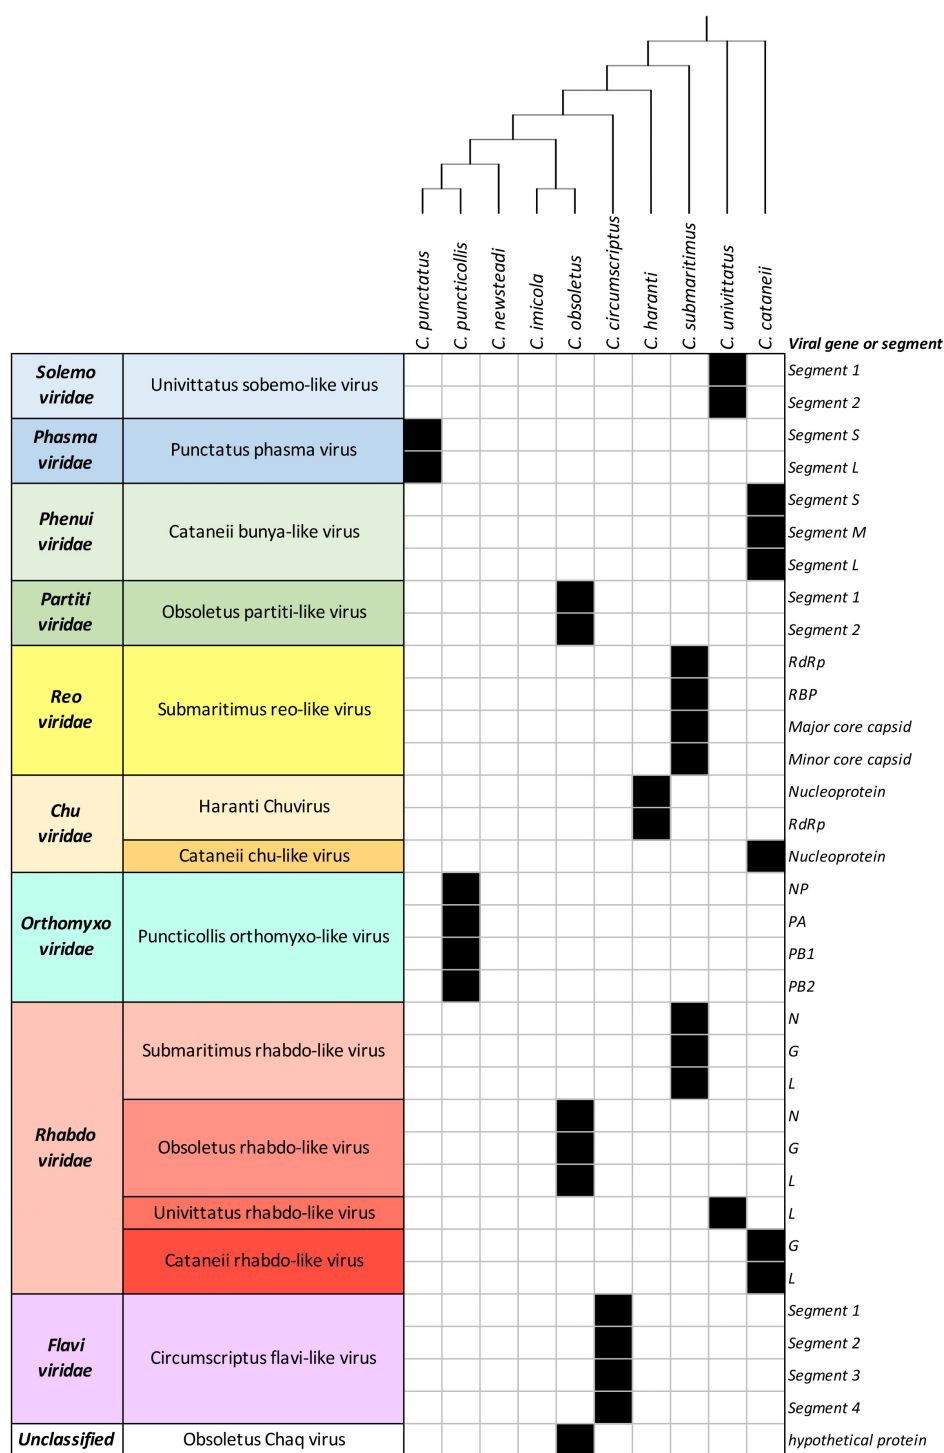 C. punctatus
C. puncticollis
C. newsteadi
C. imicola
C. obsoletus
C. circumscriptus
C. haranti
C. submaritimus
C. univittatus
C. cataneii
Viral gene or segment
Solemo
viridae
Univittatus sobemo-like virus
Segment 1
Segment 2
Phasma
viridae
Punctatus phasma virus
Segment S
Segment L
Phenui
viridae
Cataneii bunya-like virus
Segment S
Segment M
Segment L
Partiti
viridae
Obsoletus partiti-like virus
Segment 1
Segment 2
Reo
viridae
Submaritimus reo-like virus
RdRp
RBP
Major core capsid
Minor core capsid
Chu
viridae
Haranti Chuvirus
Nucleoprotein
RdRp
Cataneii chu-like virus
Nucleoprotein
Orthomyxo
viridae
Puncticollis orthomyxo-like virus
NP
PA
PB1
PB2
Rhabdo
viridae
Submaritimus rhabdo-like virus
N
G
L
Obsoletus rhabdo-like virus
N
G
L
Univittatus rhabdo-like virus
L
Cataneii rhabdo-like virus
G
L
Flavi
viridae
Circumscriptus flavi-like virus
Segment 1
Segment 2
Segment 3
Segment 4
Unclassified
Obsoletus Chaq virus
hypothetical protein